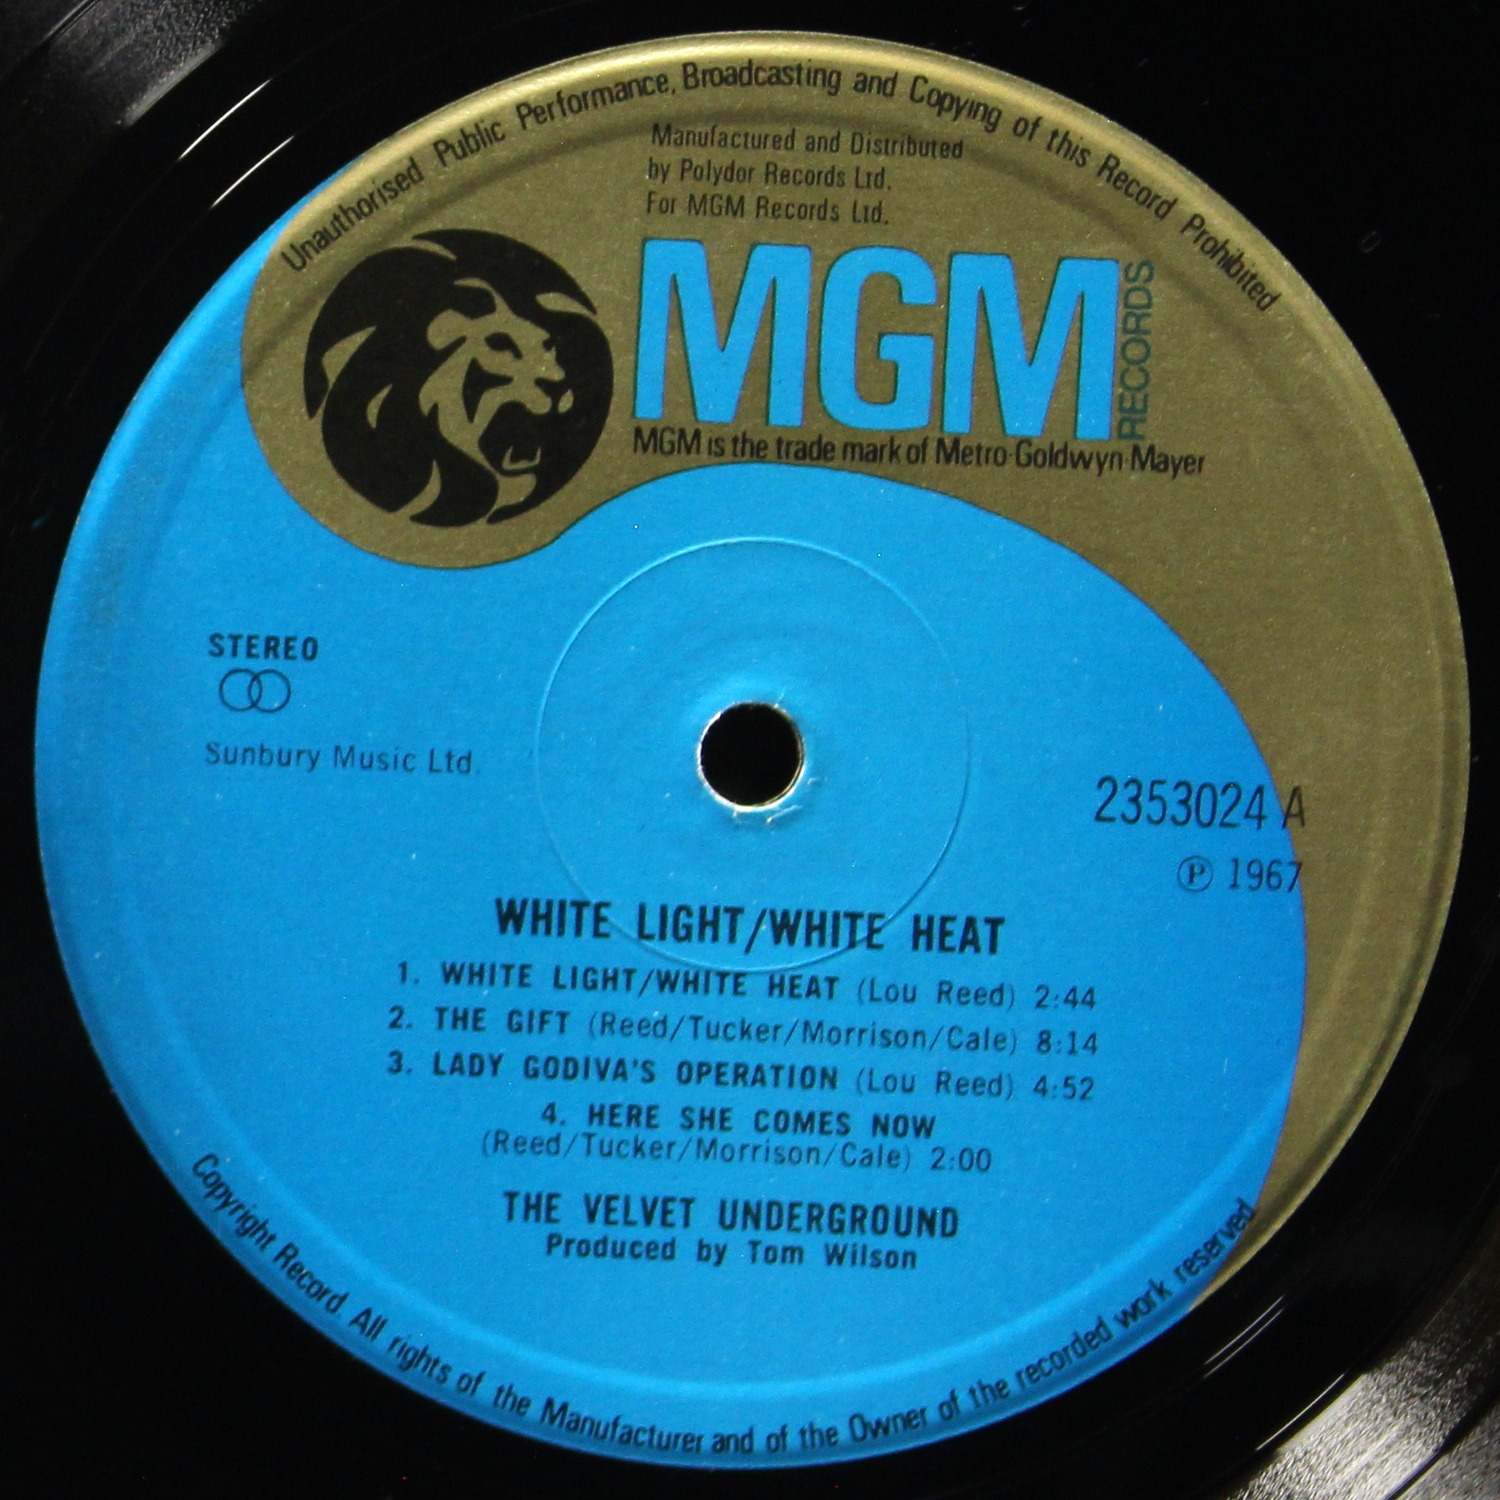 Unauthorised Public Performance, Broadcasting and Copying of this Record Prohibited
Manufactured and Distributed
by Polydor Records Ltd.
For MGM Records Ltd.
MGM
RECORDS
MGM is the trade mark of Metro-Goldwyn-Mayer
STEREO
Sunbury Music Ltd.
2353024 A
Ⓟ 1967
WHITE LIGHT/WHITE HEAT
1. WHITE LIGHT/WHITE HEAT (Lou Reed) 2:44
2. THE GIFT (Reed/Tucker/Morrison/Cale) 8:14
3. LADY GODIVA'S OPERATION (Lou Reed) 4:52
4. HERE SHE COMES NOW
(Reed/Tucker/Morrison/Cale) 2:00
THE VELVET UNDERGROUND
Produced by Tom Wilson
Copyright Record. All rights of the Manufacturer and of the Owner of the recorded work reserved